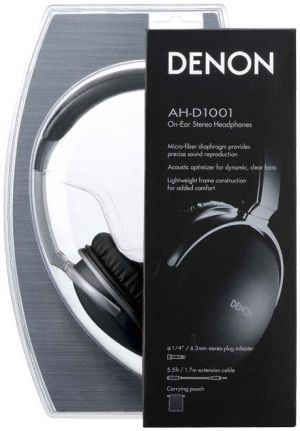 DENON
AH-D1001
On-Ear Stereo Headphones
Micro-fiber diaphragm provides
precise sound reproduction
Acoustic optimizer for dynamic, clear bass
Lightweight frame construction
for added comfort
DENON
φ1/4" / 6.3mm stereo plug adapter
5.5ft / 1.7m extension cable
Carrying pouch